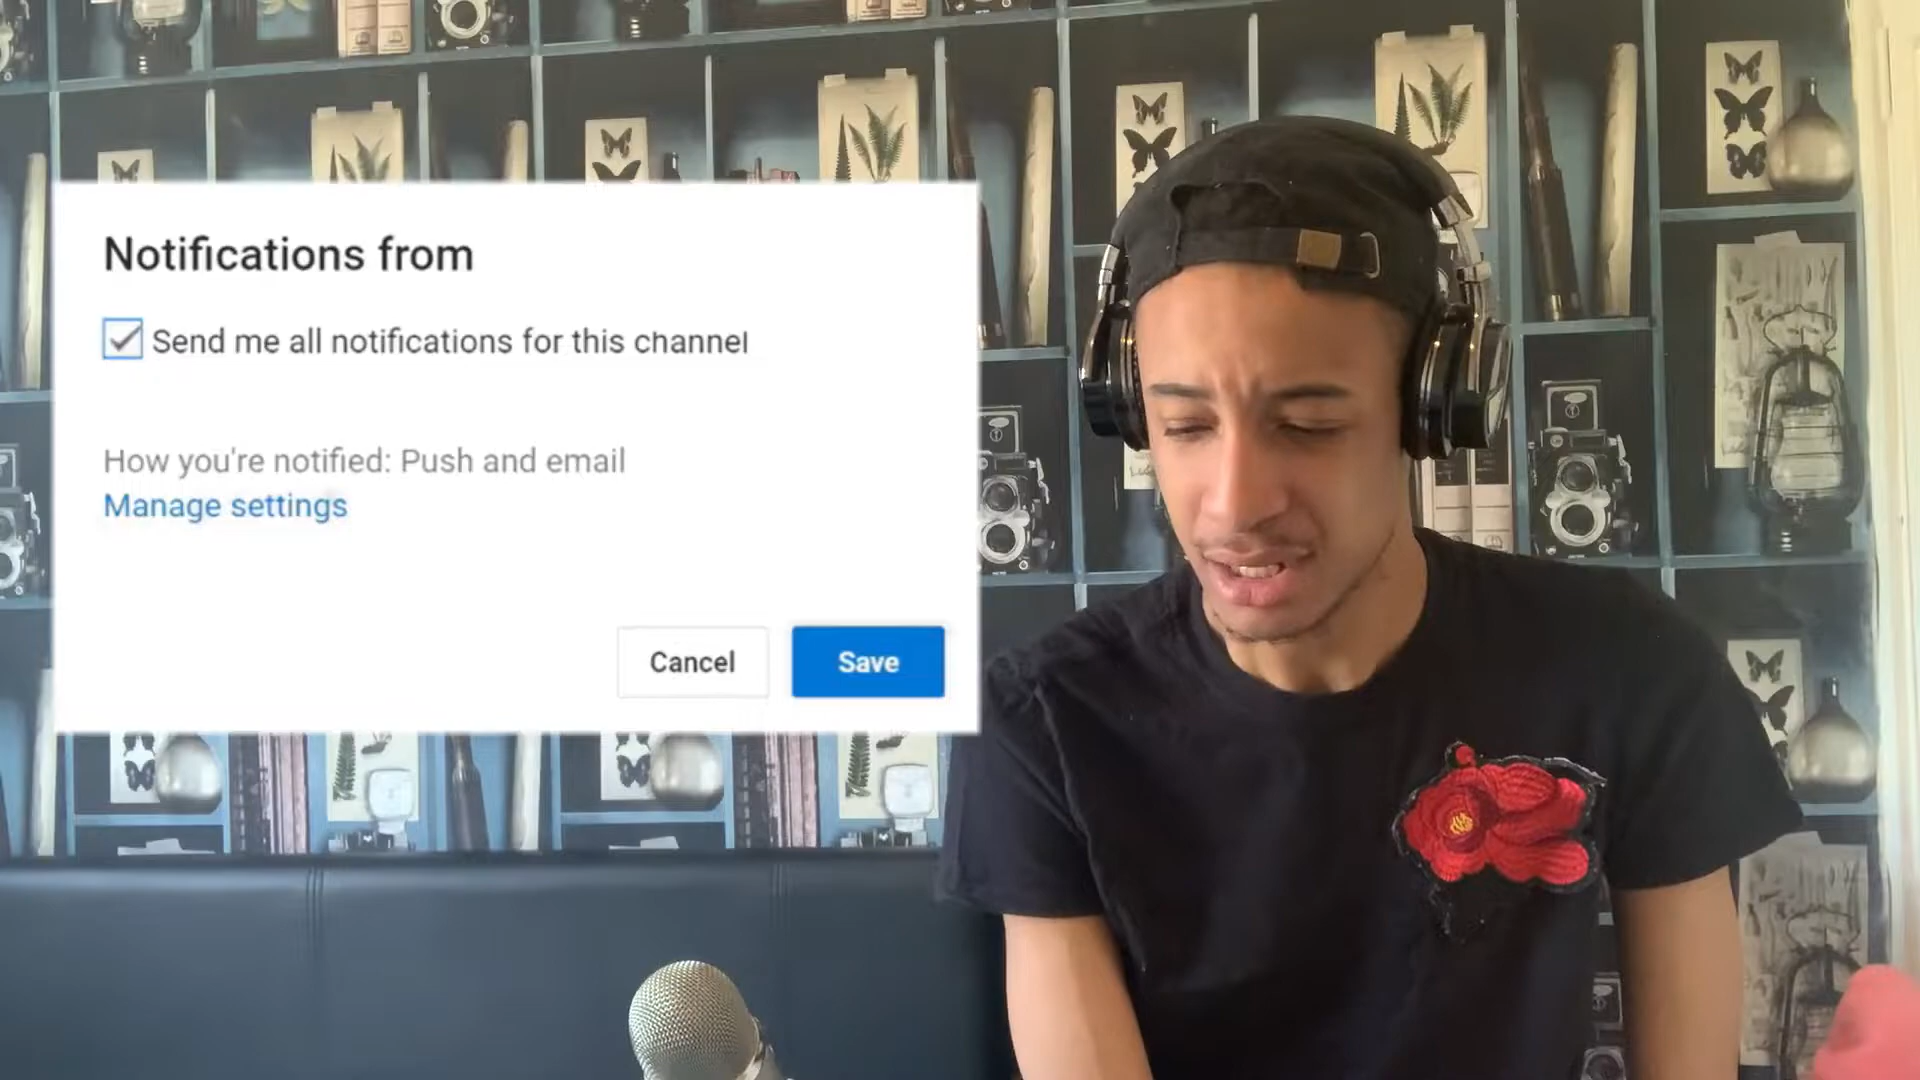 Notifications from
Send me all notifications for this channel
How you're notified: Push and email
Manage settings
Cancel
Save